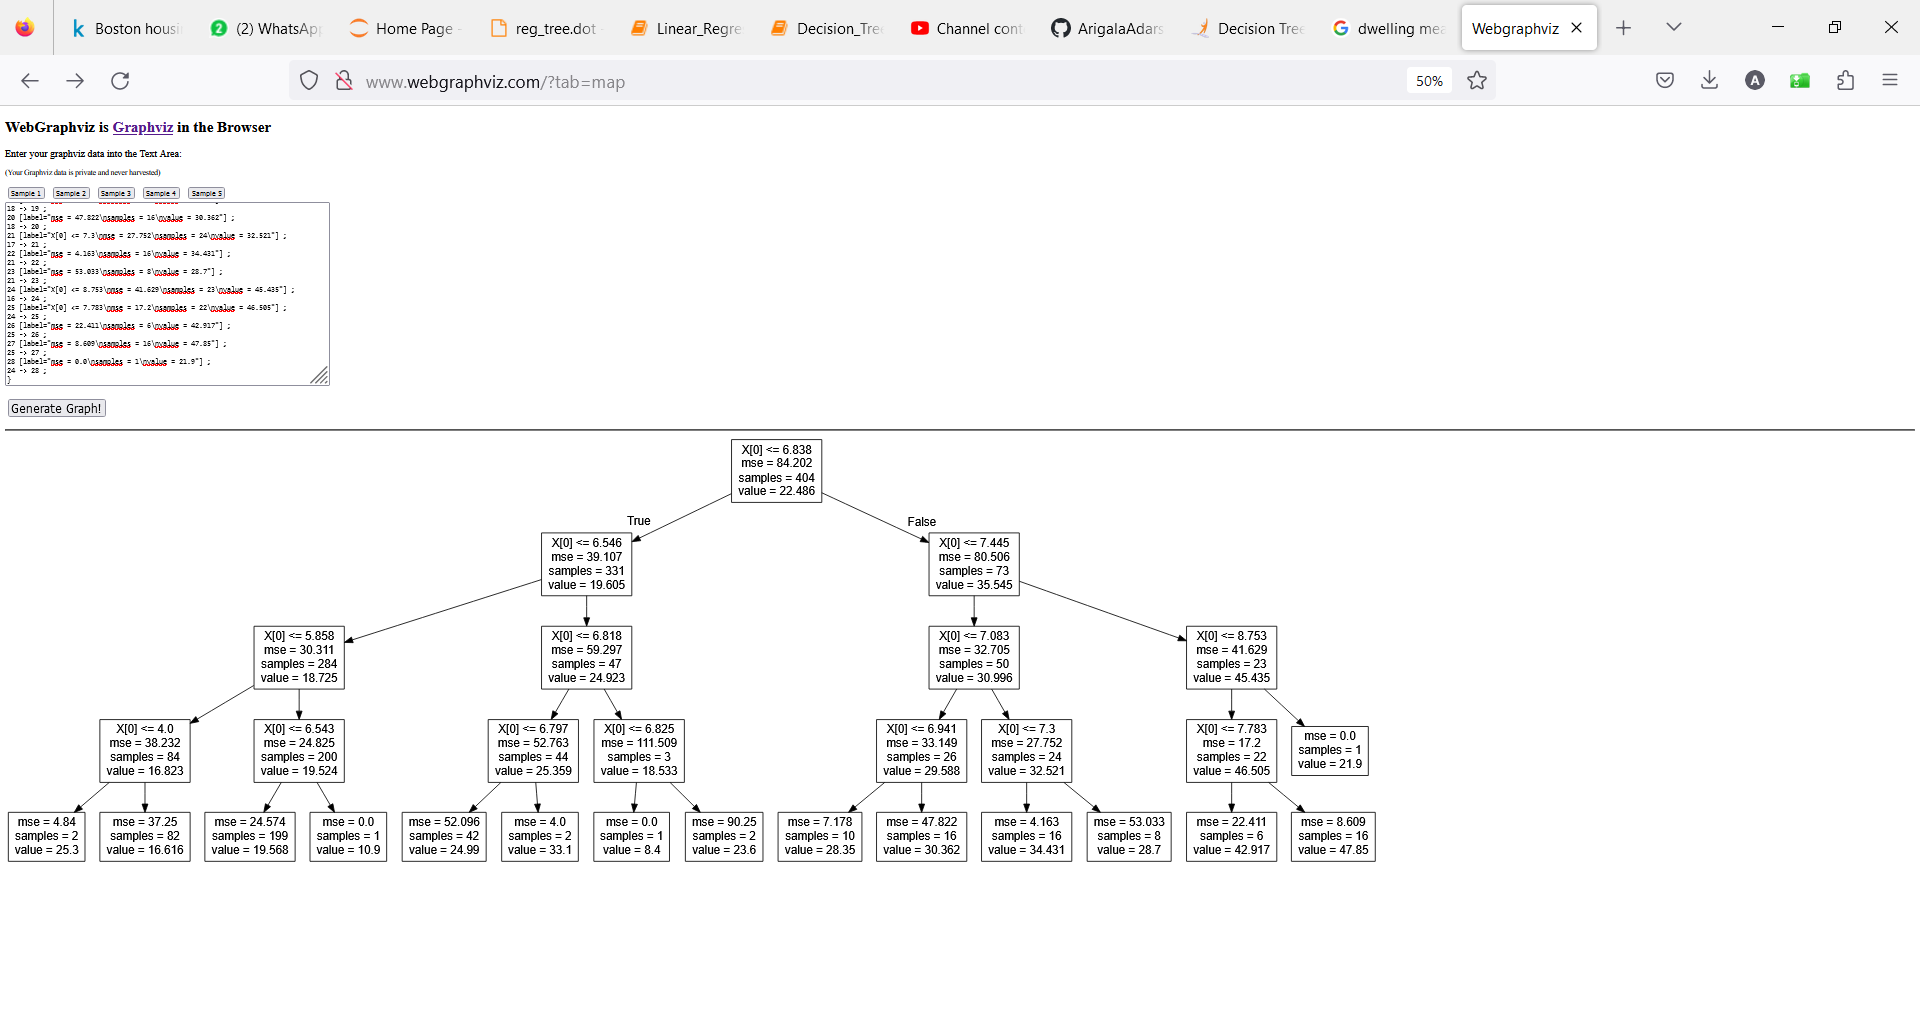 Boston housi
(2) WhatsApp
Home Page -
reg_tree.dot
Linear_Regre
Decision_Tre
Channel cont
ArigalaAdars
Decision Tree
dwelling mea
Webgraphviz
www.webgraphviz.com/?tab=map
50%
WebGraphviz is Graphviz in the Browser
Enter your graphviz data into the Text Area:
(Your Graphviz data is private and never harvested)
Sample 1 Sample 2 Sample 3 Sample 4 Sample 5
18 -> 19 ;
20 [label="mse = 47.822\nsamples = 16\nvalue = 30.362"] ;
18 -> 20 ;
21 [label="X[0] <= 7.3\nmse = 27.752\nsamples = 24\nvalue = 32.521"] ;
17 -> 21 ;
22 [label="mse = 4.163\nsamples = 16\nvalue = 34.431"] ;
21 -> 22 ;
23 [label="mse = 53.033\nsamples = 8\nvalue = 28.7"] ;
21 -> 23 ;
24 [label="X[0] <= 8.753\nmse = 41.629\nsamples = 23\nvalue = 45.435"] ;
16 -> 24 ;
25 [label="X[0] <= 7.783\nmse = 17.2\nsamples = 22\nvalue = 46.505"] ;
24 -> 25 ;
26 [label="mse = 22.411\nsamples = 6\nvalue = 42.917"] ;
25 -> 26 ;
27 [label="mse = 8.609\nsamples = 16\nvalue = 47.85"] ;
25 -> 27 ;
28 [label="mse = 0.0\nsamples = 1\nvalue = 21.9"] ;
24 -> 28 ;
}
Generate Graph!
X[0] <= 6.838
mse = 84.202
samples = 404
value = 22.486
True
False
X[0] <= 6.546
mse = 39.107
samples = 331
value = 19.605
X[0] <= 7.445
mse = 80.506
samples = 73
value = 35.545
X[0] <= 5.858
mse = 30.311
samples = 284
value = 18.725
X[0] <= 6.818
mse = 59.297
samples = 47
value = 24.923
X[0] <= 7.083
mse = 32.705
samples = 50
value = 30.996
X[0] <= 8.753
mse = 41.629
samples = 23
value = 45.435
X[0] <= 4.0
mse = 38.232
samples = 84
value = 16.823
X[0] <= 6.543
mse = 24.825
samples = 200
value = 19.524
X[0] <= 6.797
mse = 52.763
samples = 44
value = 25.359
X[0] <= 6.825
mse = 111.509
samples = 3
value = 18.533
X[0] <= 6.941
mse = 33.149
samples = 26
value = 29.588
X[0] <= 7.3
mse = 27.752
samples = 24
value = 32.521
X[0] <= 7.783
mse = 17.2
samples = 22
value = 46.505
mse = 0.0
samples = 1
value = 21.9
mse = 4.84
samples = 2
value = 25.3
mse = 37.25
samples = 82
value = 16.616
mse = 24.574
samples = 199
value = 19.568
mse = 0.0
samples = 1
value = 10.9
mse = 52.096
samples = 42
value = 24.99
mse = 4.0
samples = 2
value = 33.1
mse = 0.0
samples = 1
value = 8.4
mse = 90.25
samples = 2
value = 23.6
mse = 7.178
samples = 10
value = 28.35
mse = 47.822
samples = 16
value = 30.362
mse = 4.163
samples = 16
value = 34.431
mse = 53.033
samples = 8
value = 28.7
mse = 22.411
samples = 6
value = 42.917
mse = 8.609
samples = 16
value = 47.85